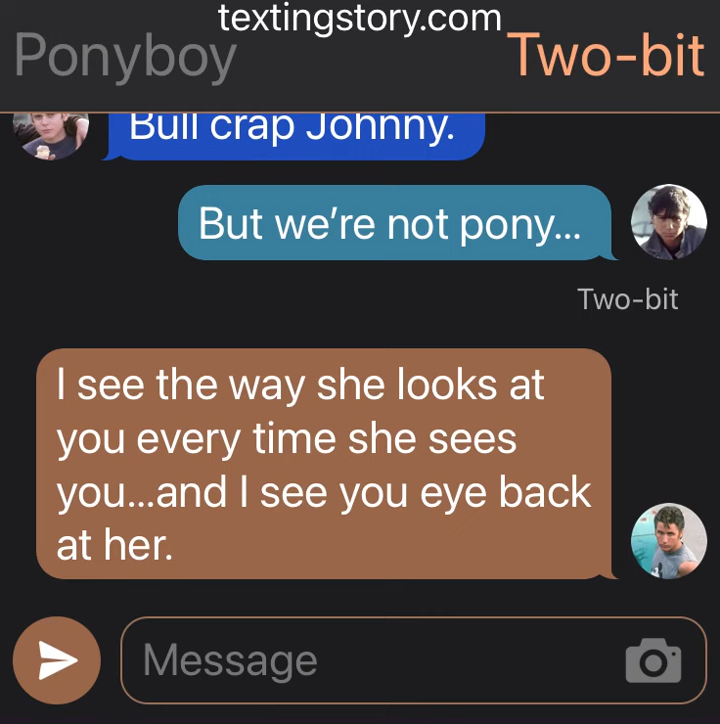 textingstory.com
Ponyboy Two-bit
Bull crap Johnny.
But we’re not pony...
Two-bit
I see the way she looks at
you every time she sees
you...and I see you eye back
at her.
Message